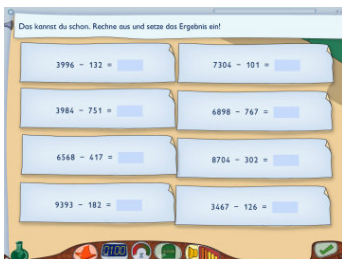 Das kannst du schon. Rechne aus und setze das Ergebnis ein!
3996 - 132 =
7304 - 101 =
3984 - 751 =
6898 - 767 =
6568 - 417 =
8704 - 302 =
9393 - 182 =
3467 - 126 =